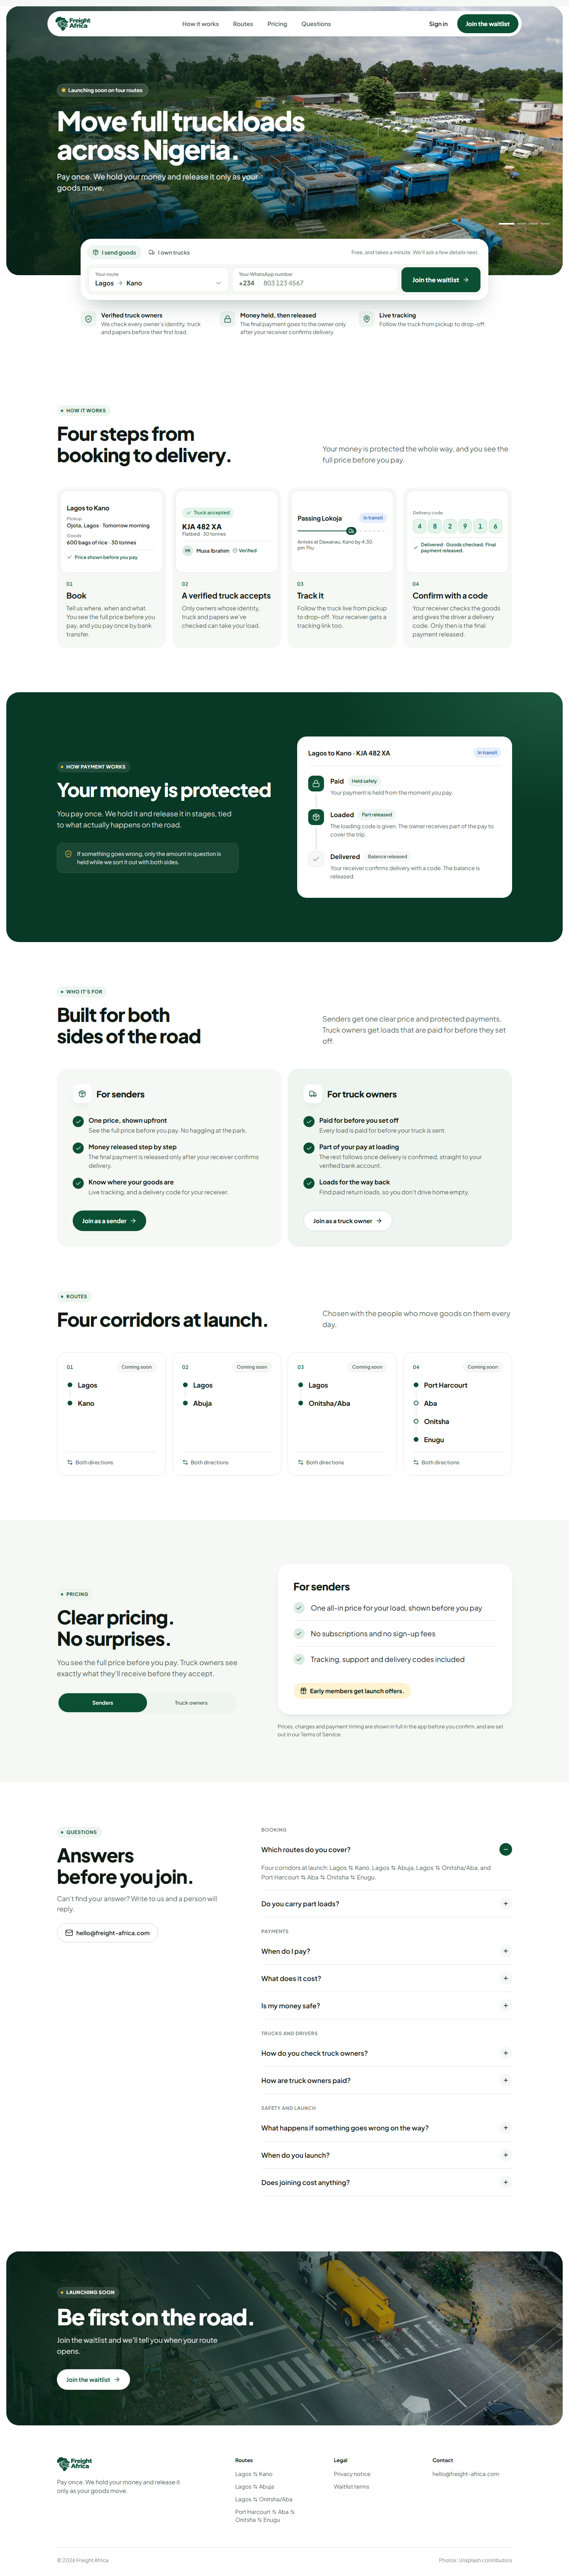 Freight
Africa
How it works
Routes
Pricing
Questions
Sign in
Join the waitlist
Launching soon on four routes
Move full truckloads
across Nigeria.
Pay once. We hold your money and release it only as your
goods move.
I send goods
I own trucks
Free, and takes a minute. We'll ask a few details next.
Your route
Lagos → Kano
Your WhatsApp number
+234 803 123 4567
Join the waitlist →
Verified truck owners
We check every owner's identity, truck
and papers before their first load.
Money held, then released
The final payment goes to the owner only
after your receiver confirms delivery.
Live tracking
Follow the truck from pickup to drop-off.
HOW IT WORKS
Four steps from
booking to delivery.
Your money is protected the whole way, and you see the
full price before you pay.
Lagos to Kano
Pickup
Ojota, Lagos · Tomorrow morning
Goods
600 bags of rice · 30 tonnes
Price shown before you pay
01
Book
Tell us where, when and what.
You see the full price before you
pay, and you pay once by bank
transfer.
Truck accepted
KJA 482 XA
Flatbed · 30 tonnes
MI
Musa Ibrahim
Verified
02
A verified truck accepts
Only owners whose identity,
truck and papers we've
checked can take your load.
Passing Lokoja
In transit
Arrives at Dawanau, Kano by 4:30
pm Thu
03
Track it
Follow the truck live from pickup
to drop-off. Your receiver gets a
tracking link too.
Delivery code
4 8 2 9 1 6
Delivered · Goods checked. Final
payment released.
04
Confirm with a code
Your receiver checks the goods
and gives the driver a delivery
code. Only then is the final
payment released.
HOW PAYMENT WORKS
Your money is protected
You pay once. We hold it and release it in stages, tied
to what actually happens on the road.
If something goes wrong, only the amount in question is
held while we sort it out with both sides.
Lagos to Kano · KJA 482 XA
In transit
Paid
Held safely
Your payment is held from the moment you pay.
Loaded
Part released
The loading code is given. The owner receives part of the pay to
cover the trip.
Delivered
Balance released
Your receiver confirms delivery with a code. The balance is
released.
WHO IT'S FOR
Built for both
sides of the road
Senders get one clear price and protected payments.
Truck owners get loads that are paid for before they set
off.
For senders
One price, shown upfront
See the full price before you pay. No haggling at the park.
Money released step by step
The final payment is released only after your receiver confirms
delivery.
Know where your goods are
Live tracking, and a delivery code for your receiver.
Join as a sender →
For truck owners
Paid for before you set off
Every load is paid for before your truck is sent.
Part of your pay at loading
The rest follows once delivery is confirmed, straight to your
verified bank account.
Loads for the way back
Find paid return loads, so you don't drive home empty.
Join as a truck owner →
ROUTES
Four corridors at launch.
Chosen with the people who move goods on them every
day.
01
Coming soon
Lagos
Kano
Both directions
02
Coming soon
Lagos
Abuja
Both directions
03
Coming soon
Lagos
Onitsha/Aba
Both directions
04
Coming soon
Port Harcourt
Aba
Onitsha
Enugu
Both directions
PRICING
Clear pricing.
No surprises.
You see the full price before you pay. Truck owners see
exactly what they'll receive before they accept.
Senders
Truck owners
For senders
One all-in price for your load, shown before you pay
No subscriptions and no sign-up fees
Tracking, support and delivery codes included
Early members get launch offers.
Prices, charges and payment timing are shown in full in the app before you confirm, and are set
out in our Terms of Service.
QUESTIONS
Answers
before you join.
Can't find your answer? Write to us and a person will
reply.
hello@freight-africa.com
BOOKING
Which routes do you cover?
Four corridors at launch: Lagos ⇆ Kano, Lagos ⇆ Abuja, Lagos ⇆ Onitsha/Aba, and
Port Harcourt ⇆ Aba ⇆ Onitsha ⇆ Enugu.
Do you carry part loads?
PAYMENTS
When do I pay?
What does it cost?
Is my money safe?
TRUCKS AND DRIVERS
How do you check truck owners?
How are truck owners paid?
SAFETY AND LAUNCH
What happens if something goes wrong on the way?
When do you launch?
Does joining cost anything?
LAUNCHING SOON
Be first on the road.
Join the waitlist and we'll tell you when your route
opens.
Join the waitlist →
Freight
Africa
Pay once. We hold your money and release it
only as your goods move.
Routes
Lagos ⇆ Kano
Lagos ⇆ Abuja
Lagos ⇆ Onitsha/Aba
Port Harcourt ⇆ Aba ⇆
Onitsha ⇆ Enugu
Legal
Privacy notice
Waitlist terms
Contact
hello@freight-africa.com
© 2026 Freight Africa
Photos: Unsplash contributors